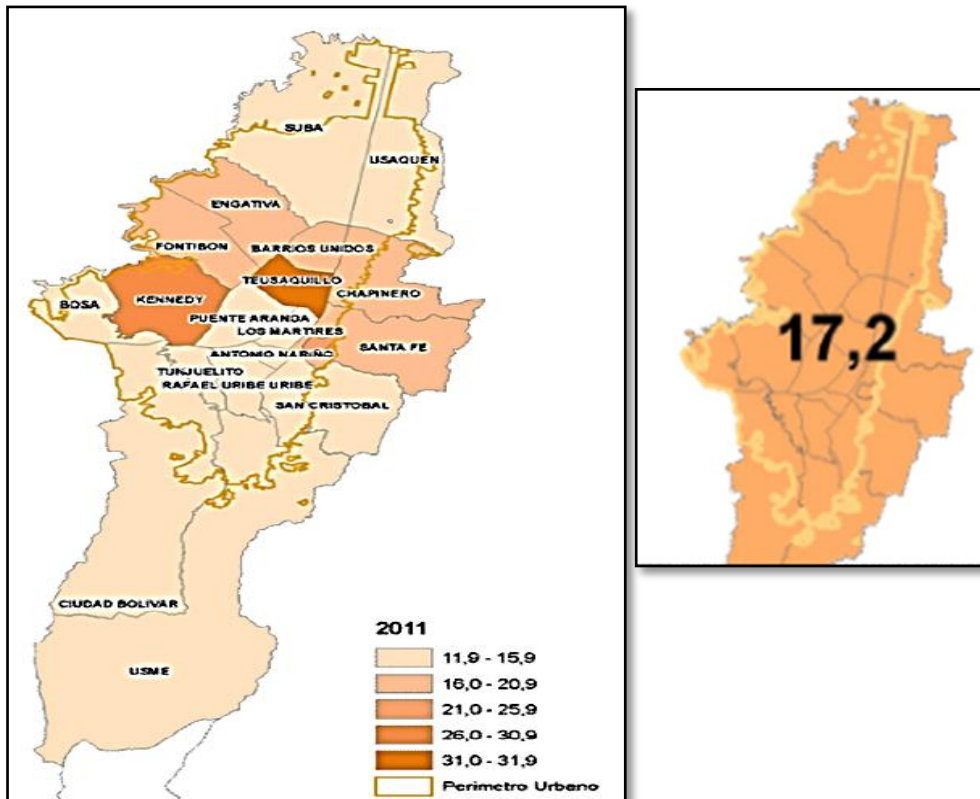 SUBA
USAQUEN
ENGATIVA
FONTIBON
BARRIOS UNIDOS
TEUSAQUILLO
CHAPINERO
BOSA
KENNEDY
PUENTE ARANDA
LOS MARTIRES
SANTA FE
ANTONIO NARIÑO
TUNJUELITO
RAFAEL URIBE URIBE
SAN CRISTOBAL
CIUDAD BOLIVAR
USME
2011
11,9 - 15,9
16,0 - 20,9
21,0 - 25,9
26,0 - 30,9
31,0 - 31,9
Perimetro Urbano
17,2